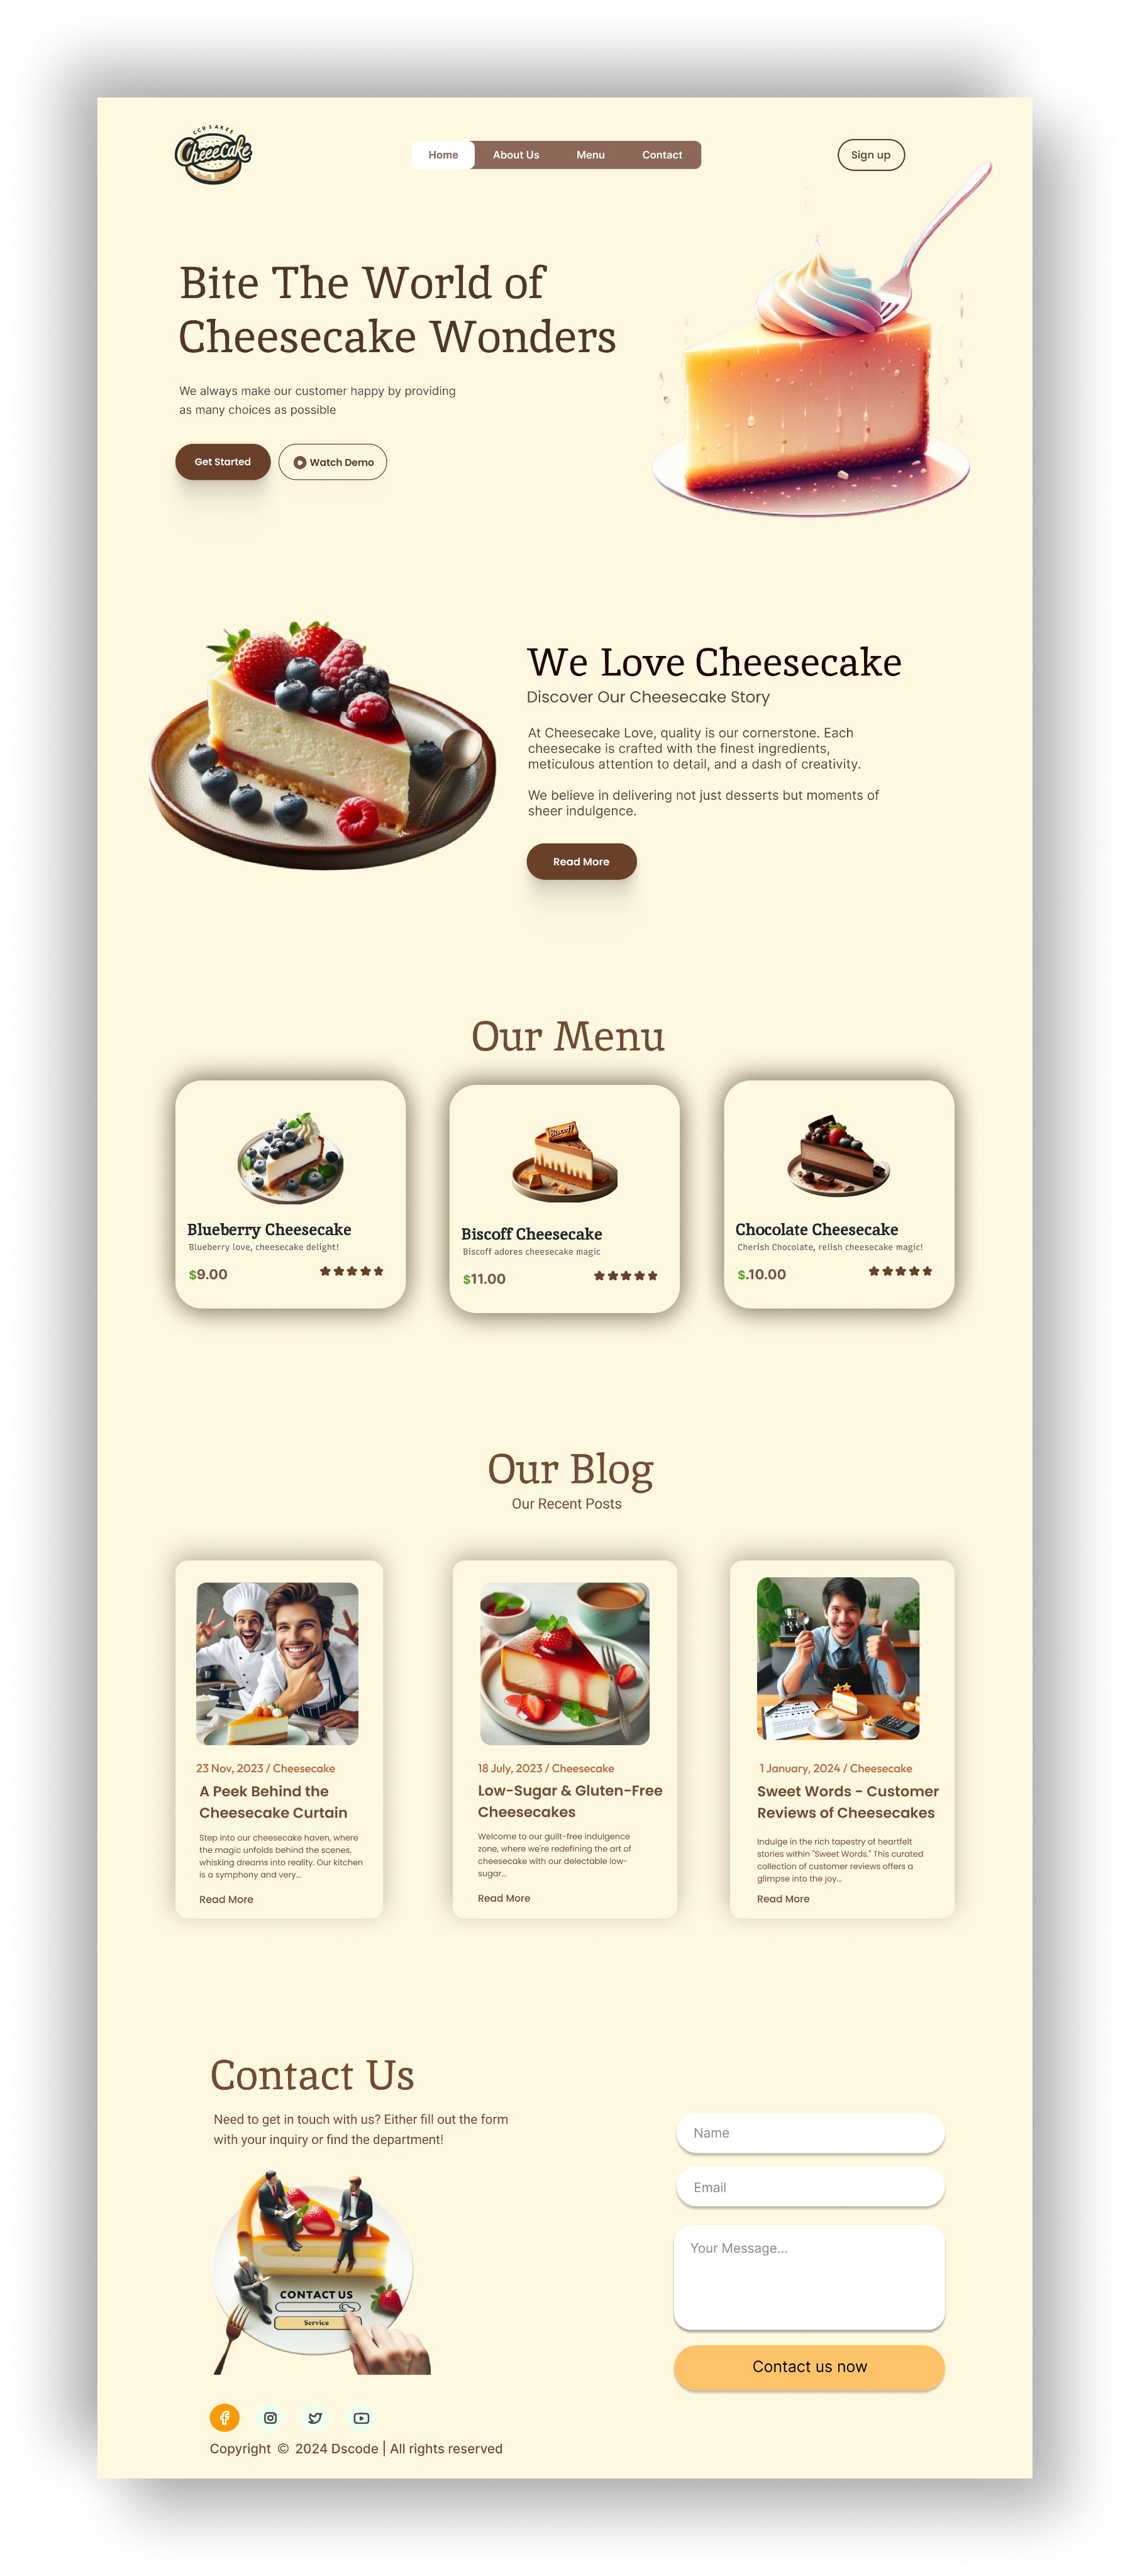 CCRSAKEE
CheeeCake
Home
About Us
Menu
Contact
Sign up
Bite The World of
Cheesecake Wonders
We always make our customer happy by providing
as many choices as possible
Get Started
Watch Demo
We Love Cheesecake
Discover Our Cheesecake Story
At Cheesecake Love, quality is our cornerstone. Each
cheesecake is crafted with the finest ingredients,
meticulous attention to detail, and a dash of creativity.
We believe in delivering not just desserts but moments of
sheer indulgence.
Read More
Our Menu
Blueberry Cheesecake
Blueberry love, cheesecake delight!
$9.00
Biscoff
Biscoff Cheesecake
Biscoff adores cheesecake magic
$11.00
Chocolate Cheesecake
Cherish Chocolate, relish cheesecake magic!
$.10.00
Our Blog
Our Recent Posts
23 Nov, 2023 / Cheesecake
A Peek Behind the
Cheesecake Curtain
Step into our cheesecake haven, where
the magic unfolds behind the scenes,
whisking dreams into reality. Our kitchen
is a symphony and very...
Read More
18 July, 2023 / Cheesecake
Low-Sugar & Gluten-Free
Cheesecakes
Welcome to our guilt-free indulgence
zone, where we're redefining the art of
cheesecake with our delectable low-
sugar...
Read More
1 January, 2024 / Cheesecake
Sweet Words - Customer
Reviews of Cheesecakes
Indulge in the rich tapestry of heartfelt
stories within "Sweet Words." This curated
collection of customer reviews offers a
glimpse into the joy...
Read More
Contact Us
Need to get in touch with us? Either fill out the form
with your inquiry or find the department!
CONTACT US
Service
Name
Email
Your Message...
Contact us now
Copyright © 2024 Dscode | All rights reserved